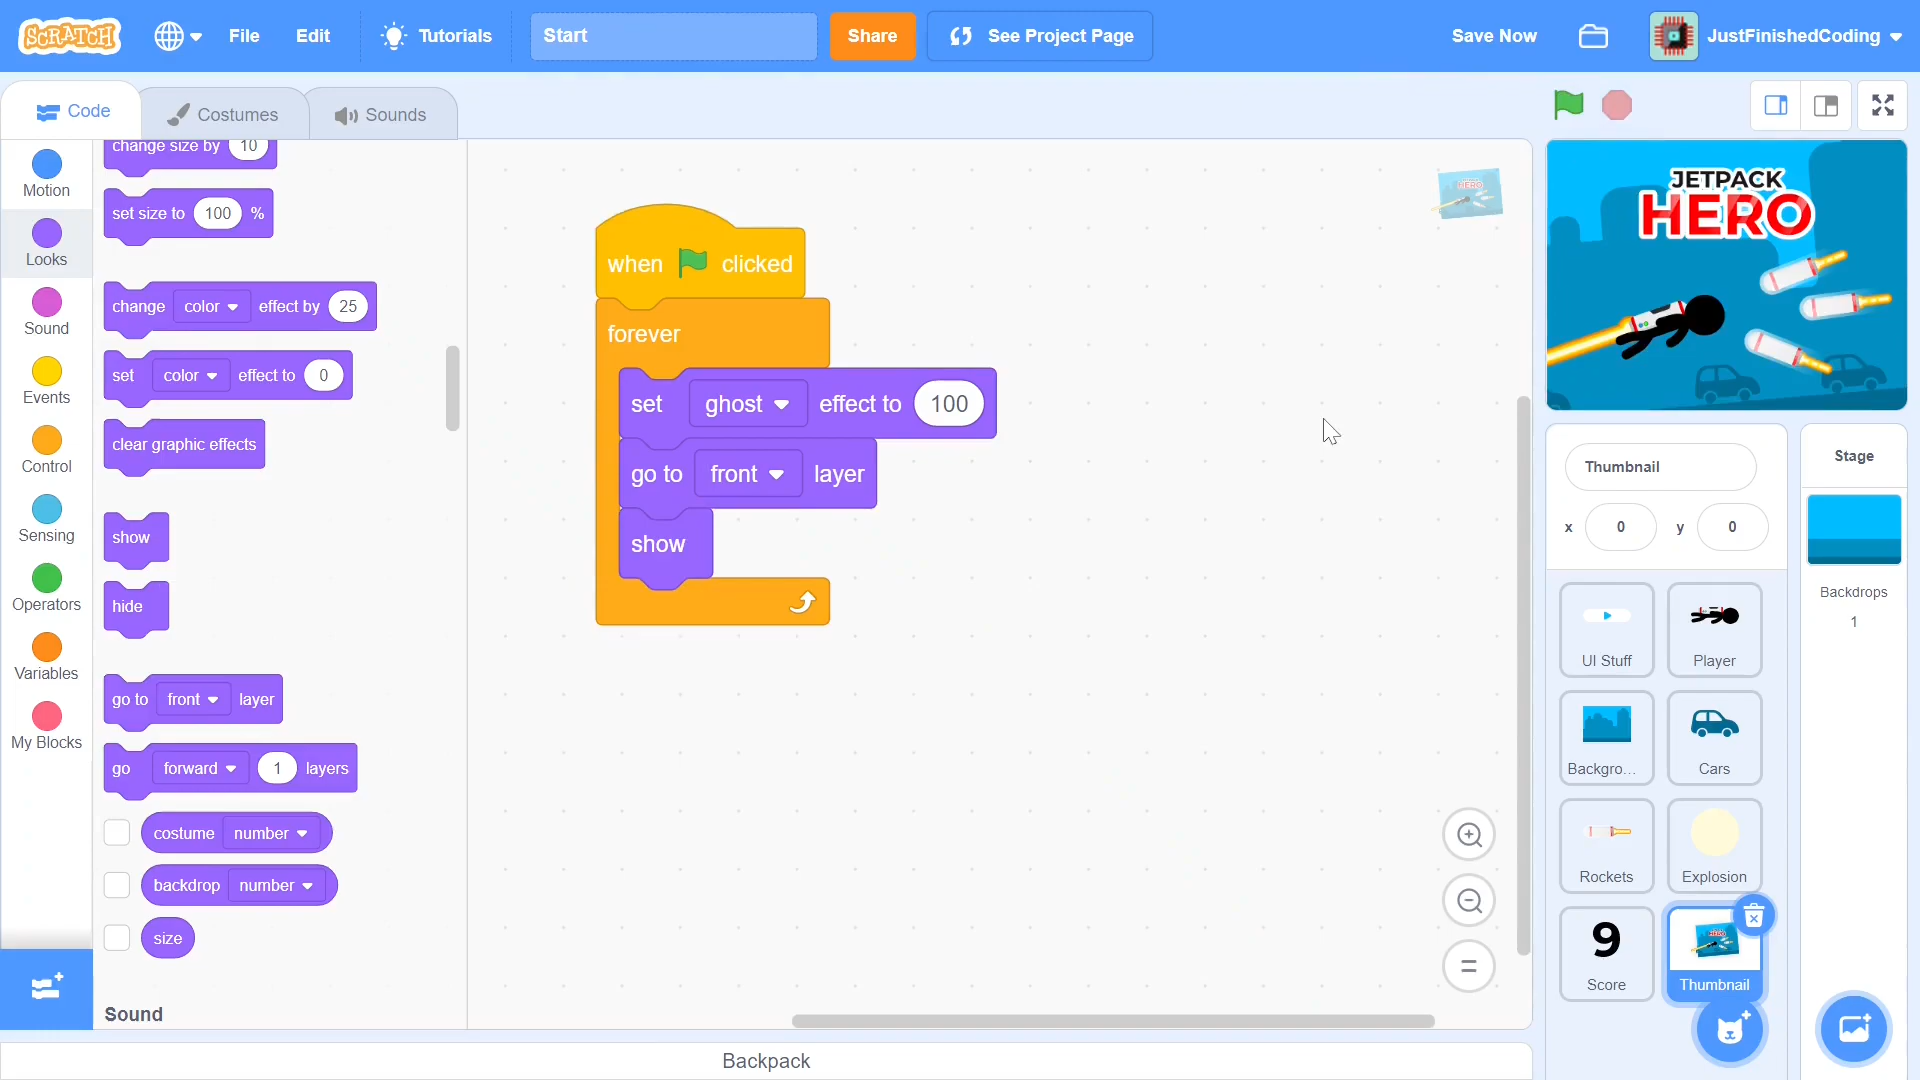 SCRATCH
File
Edit
Tutorials
Start
Share
See Project Page
Save Now
JustFinishedCoding
Code
Costumes
Sounds
Motion
Looks
Sound
Events
Control
Sensing
Operators
Variables
My Blocks
change size by 10
set size to 100 %
change color effect by 25
set color effect to 0
clear graphic effects
show
hide
go to front layer
go forward 1 layers
costume number
backdrop number
size
Sound
when clicked
forever
set ghost effect to 100
go to front layer
show
HERO
=
Backpack
JETPACK
HERO
Thumbnail
x 0 y 0
UI Stuff
Player
Backgro...
Cars
Rockets
Explosion
9
Score
HERO
Thumbnail
Stage
Backdrops
1